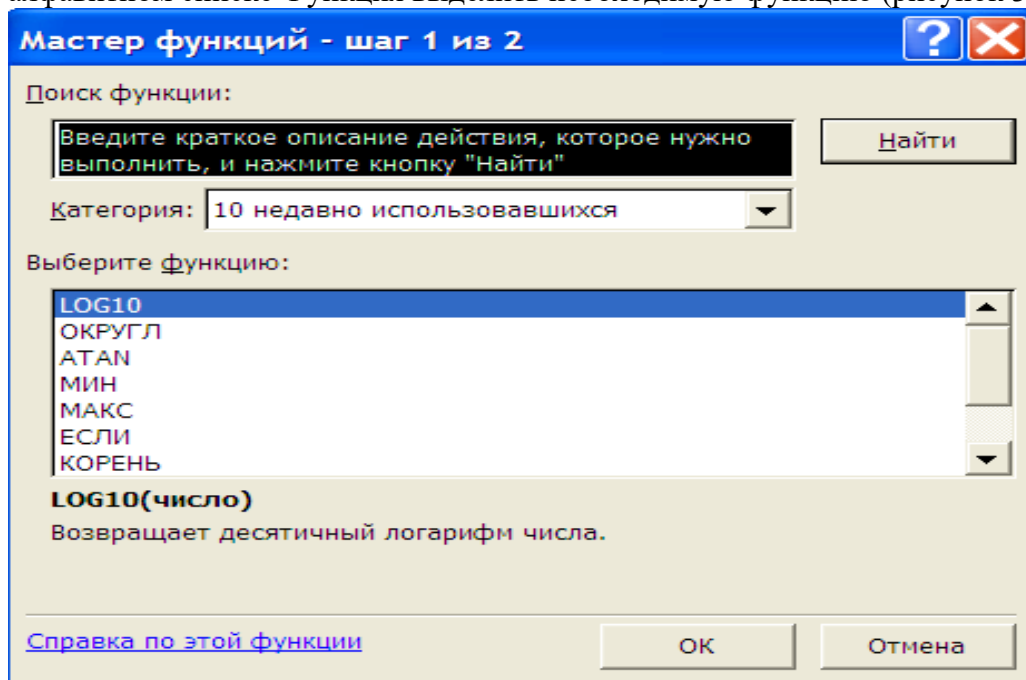 Мастер функций - шаг 1 из 2
Поиск функции:
Введите краткое описание действия, которое нужно
выполнить, и нажмите кнопку "Найти"
Найти
Категория: 10 недавно использовавшихся
Выберите функцию:
LOG10
ОКРУГЛ
ATAN
МИН
МАКС
ЕСЛИ
КОРЕНЬ
LOG10(число)
Возвращает десятичный логарифм числа.
Справка по этой функции
ОК
Отмена